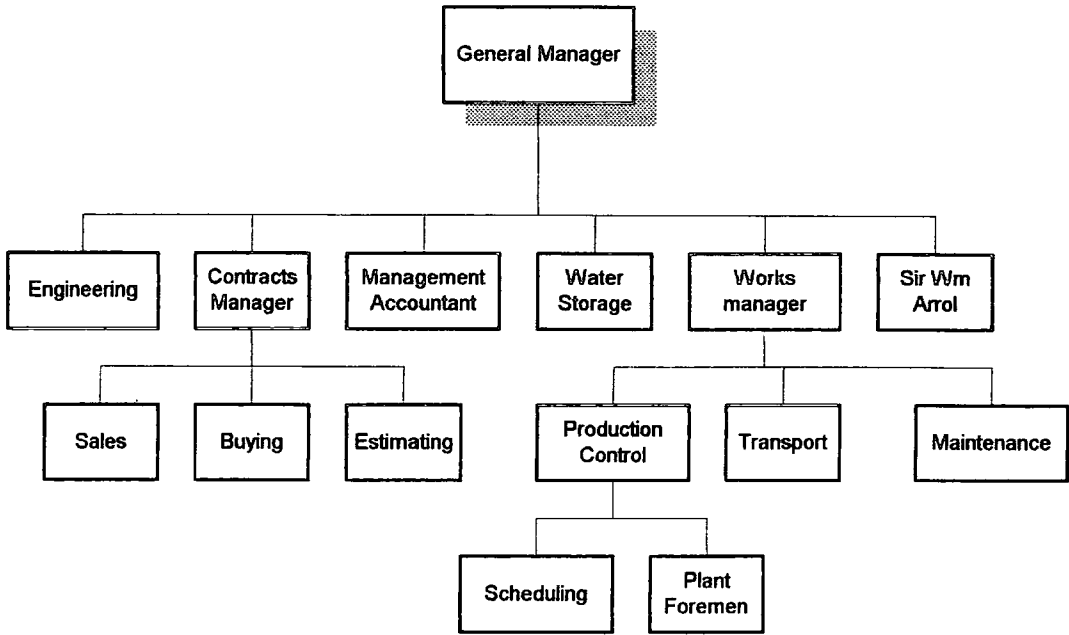 General Manager
Engineering
Contracts
Manager
Management
Accountant
Water
Storage
Works
manager
Sir Wm
Arrol
Sales
Buying
Estimating
Production
Control
Transport
Maintenance
Scheduling
Plant
Foremen